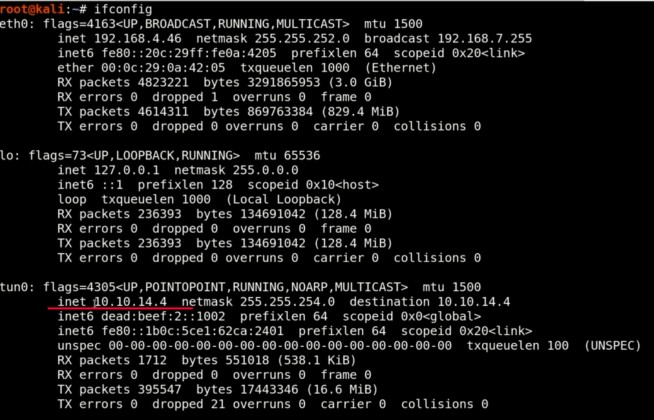 root@kali:~# ifconfig
eth0: flags=4163<UP,BROADCAST,RUNNING,MULTICAST>  mtu 1500
        inet 192.168.4.46  netmask 255.255.252.0  broadcast 192.168.7.255
        inet6 fe80::20c:29ff:fe0a:4205  prefixlen 64  scopeid 0x20<link>
        ether 00:0c:29:0a:42:05  txqueuelen 1000  (Ethernet)
        RX packets 4823221  bytes 3291865953 (3.0 GiB)
        RX errors 0  dropped 1  overruns 0  frame 0
        TX packets 4614311  bytes 869763384 (829.4 MiB)
        TX errors 0  dropped 0 overruns 0  carrier 0  collisions 0
lo: flags=73<UP,LOOPBACK,RUNNING>  mtu 65536
        inet 127.0.0.1  netmask 255.0.0.0
        inet6 ::1  prefixlen 128  scopeid 0x10<host>
        loop  txqueuelen 1000  (Local Loopback)
        RX packets 236393  bytes 134691042 (128.4 MiB)
        RX errors 0  dropped 0  overruns 0  frame 0
        TX packets 236393  bytes 134691042 (128.4 MiB)
        TX errors 0  dropped 0 overruns 0  carrier 0  collisions 0
tun0: flags=4305<UP,POINTOPOINT,RUNNING,NOARP,MULTICAST>  mtu 1500
        inet 10.10.14.4  netmask 255.255.254.0  destination 10.10.14.4
        inet6 dead:beef:2::1002  prefixlen 64  scopeid 0x0<global>
        inet6 fe80::1b0c:5ce1:62ca:2401  prefixlen 64  scopeid 0x20<link>
        unspec 00-00-00-00-00-00-00-00-00-00-00-00-00-00-00-00  txqueuelen 100  (UNSPEC)
        RX packets 1712  bytes 551018 (538.1 KiB)
        RX errors 0  dropped 0  overruns 0  frame 0
        TX packets 395547  bytes 17443346 (16.6 MiB)
        TX errors 0  dropped 21 overruns 0  carrier 0  collisions 0